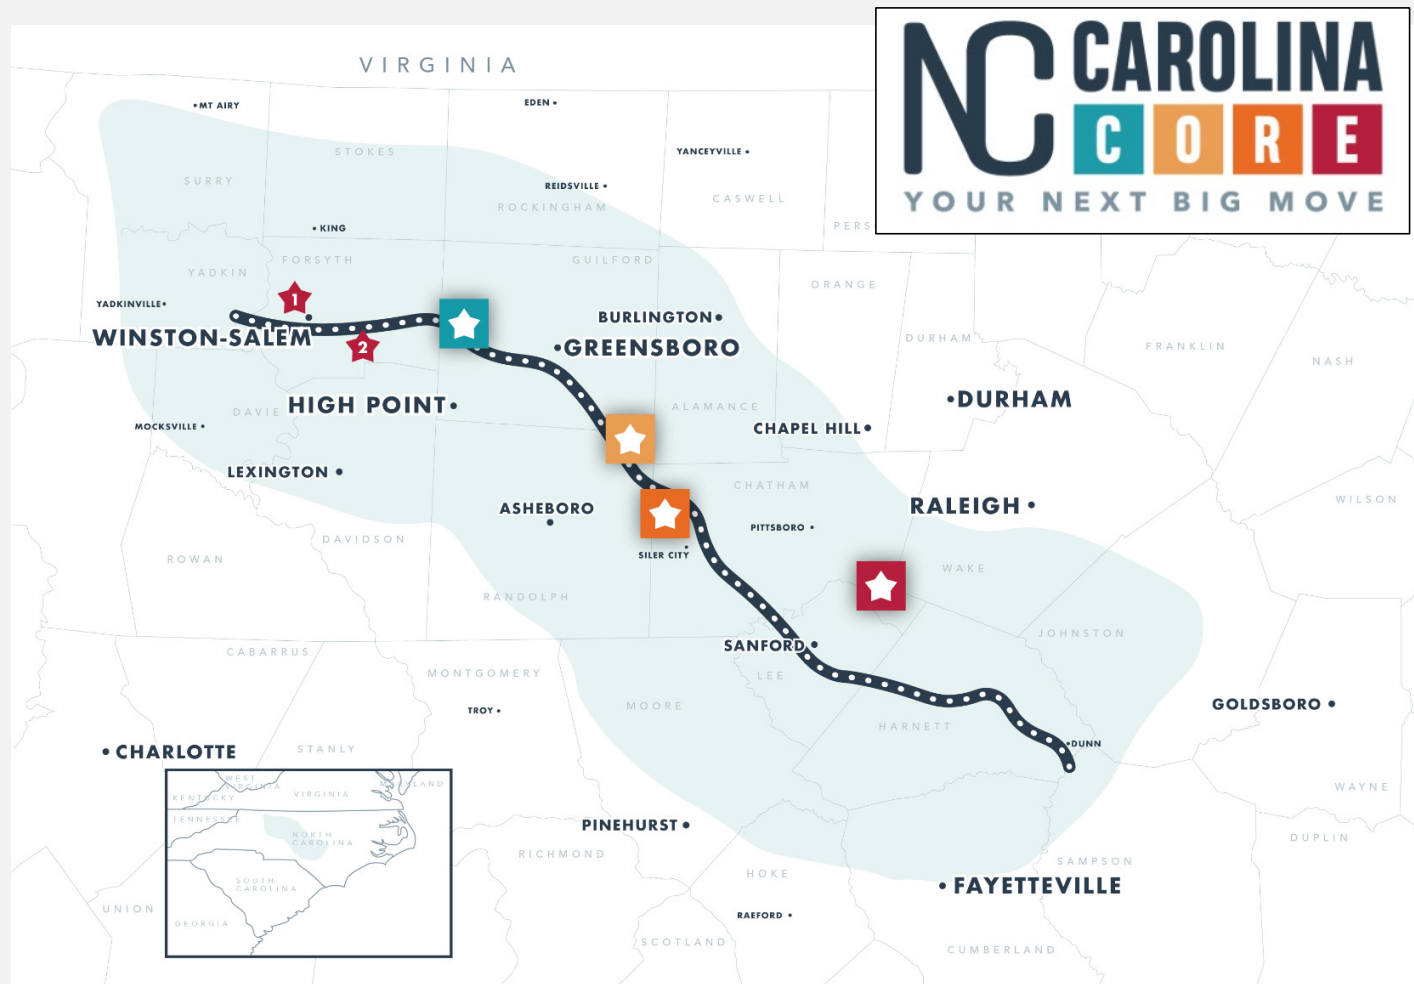 NC CAROLINA
CORE
YOUR NEXT BIG MOVE
VIRGINIA
MT AIRY
EDEN
STOKES
YANCEYVILLE
SURRY
REIDSVILLE
CASWELL
ROCKINGHAM
PERS
KING
FORSYTH
GUILFORD
YADKIN
ORANGE
1
YADKINVILLE
BURLINGTON
WINSTON-SALEM
DURHAM
2
GREENSBORO
FRANKLIN
NASH
DURHAM
HIGH POINT
DAVIE
ALAMANCE
MOCKSVILLE
CHAPEL HILL
LEXINGTON
CHATHAM
WILSON
ASHEBORO
RALEIGH
PITTSBORO
DAVIDSON
SILER CITY
ROWAN
WAKE
RANDOLPH
JOHNSTON
SANFORD
CABARRUS
MONTGOMERY
LEE
MOORE
GOLDSBORO
TROY
HARNETT
DUNN
CHARLOTTE
STANLY
WEST
VIRGINIA
MARYLAND
KENTUCKY
VIRGINIA
TENNESSEE
NORTH
CAROLINA
SOUTH
CAROLINA
GEORGIA
WAYNE
PINEHURST
DUPLIN
RICHMOND
SAMPSON
HOKE
FAYETTEVILLE
UNION
RAEFORD
SCOTLAND
CUMBERLAND